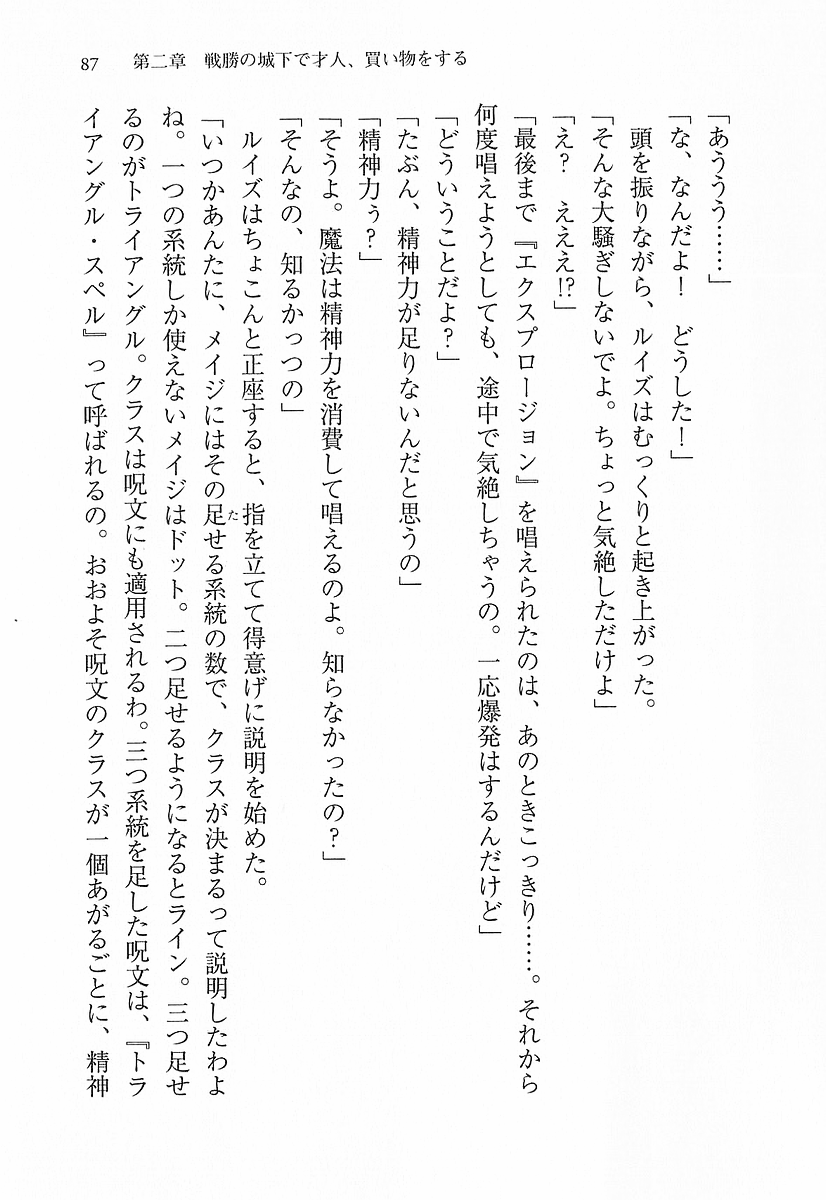 87　第二章　戦勝の城下で才人、買い物をする
「あううう……」
「な、なんだよ！　どうした！」
　頭を振りながら、ルイズはむっくりと起き上がった。
「そんな大騒ぎしないでよ。ちょっと気絶しただけよ」
「え？　えええ!?」
「最後まで『エクスプロージョン』を唱えられたのは、あのときこっきり……。それから
何度唱えようとしても、途中で気絶しちゃうの。一応爆発はするんだけど」
「どういうことだよ？」
「たぶん、精神力が足りないんだと思うの」
「精神力ぅ？」
「そうよ。魔法は精神力を消費して唱えるのよ。知らなかったの？」
「そんなの、知るかっつの」
　ルイズはちょこんと正座すると、指を立てて得意げに説明を始めた。
「いつかあんたに、メイジにはその足た せる系統の数で、クラスが決まるって説明したわよ
ね。一つの系統しか使えないメイジはドット。二つ足せるようになるとライン。三つ足せ
るのがトライアングル。クラスは呪文にも適用されるわ。三つ系統を足した呪文は、『トラ
イアングル・スペル』って呼ばれるの。おおよそ呪文のクラスが一個あがるごとに、精神